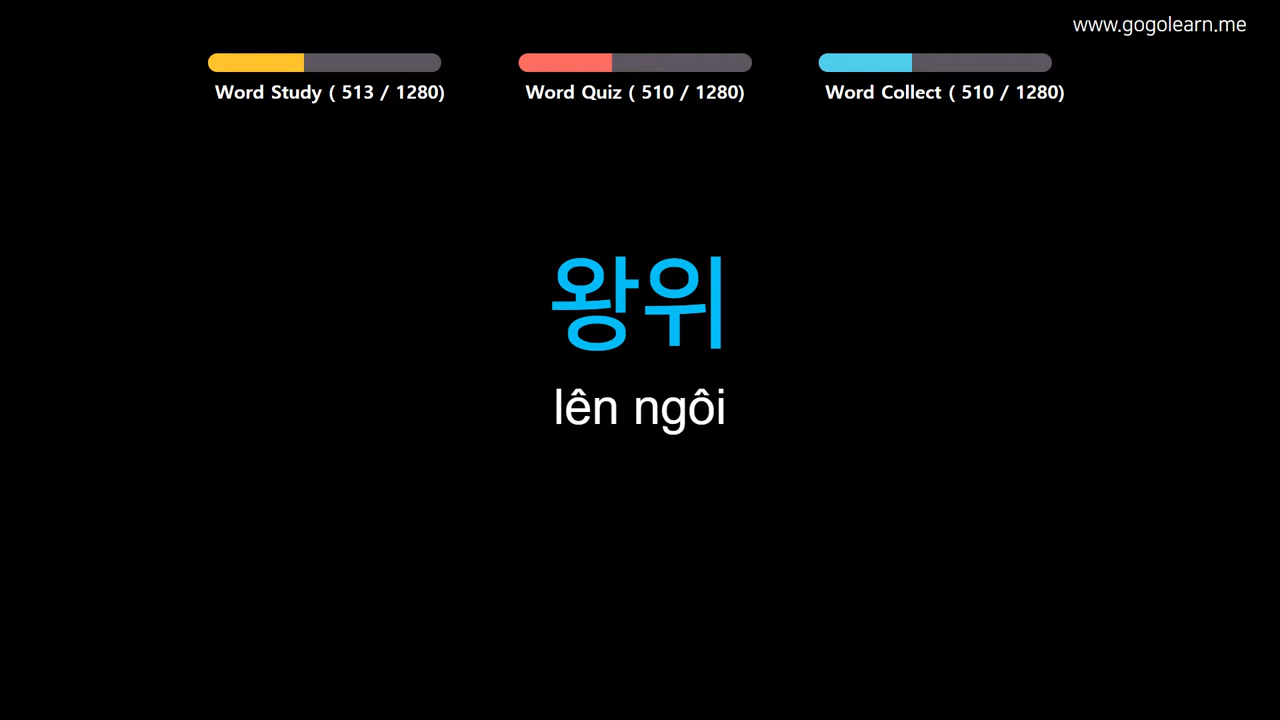 www.gogolearn.me
Word Study ( 513 / 1280)
Word Quiz ( 510 / 1280)
Word Collect ( 510 / 1280)
왕위
lên ngôi